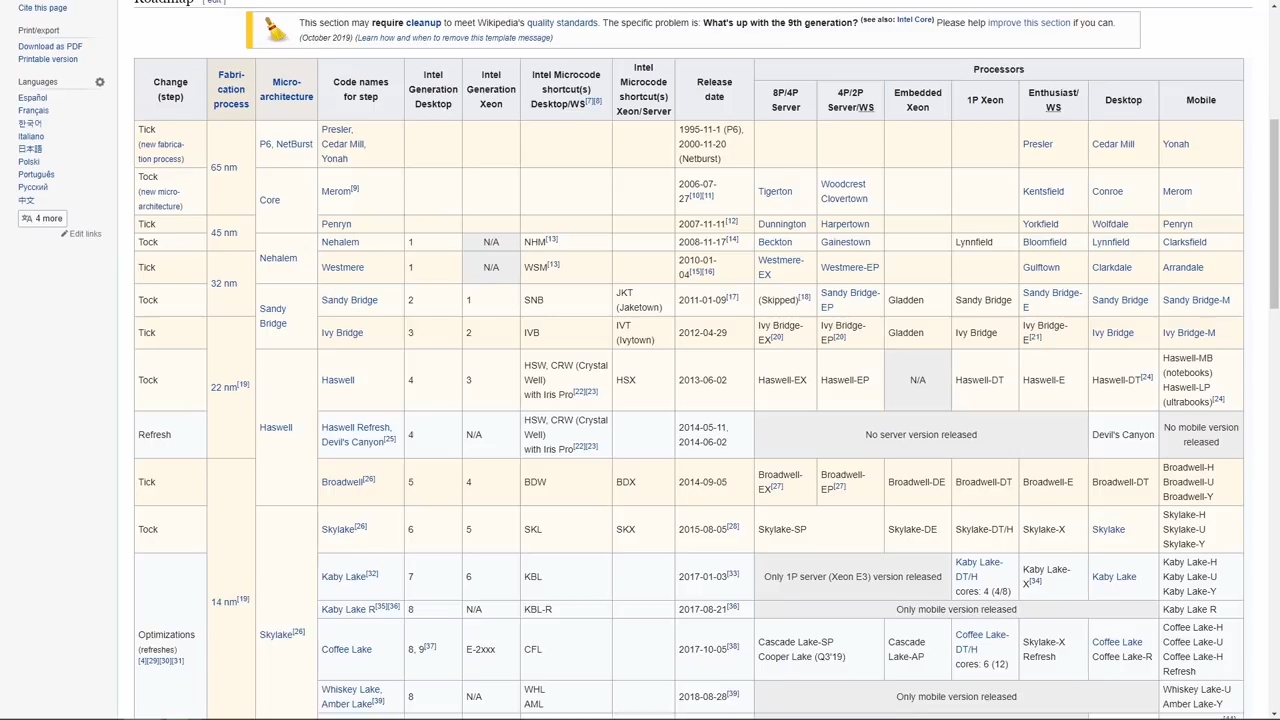 Cite this page
Print/export
Download as PDF
Printable version
Languages
Español
Français
한국어
Italiano
日本語
Polski
Português
Русский
中文
4 more
Edit links
Roadmap [ edit ]
This section may require cleanup to meet Wikipedia's quality standards. The specific problem is: What's up with the 9th generation? (see also: Intel Core) Please help improve this section if you can.
(October 2019) (Learn how and when to remove this template message)
Change (step) Fabri-cation process Micro-architecture Code names for step Intel Generation Desktop Intel Generation Xeon Intel Microcode shortcut(s) Desktop/WS[7][8] Intel Microcode shortcut(s) Xeon/Server Release date Processors
8P/4P Server 4P/2P Server/WS Embedded Xeon 1P Xeon Enthusiast/WS Desktop Mobile
Tick (new fabrica-tion process) 65 nm P6, NetBurst Presler, Cedar Mill, Yonah 1995-11-1 (P6), 2000-11-20 (Netburst) Presler Cedar Mill Yonah
Tock (new micro-architecture) Core Merom[9] 2006-07-27[10][11] Tigerton Woodcrest Clovertown Kentsfield Conroe Merom
Tick 45 nm Penryn 2007-11-11[12] Dunnington Harpertown Yorkfield Wolfdale Penryn
Tock Nehalem Nehalem 1 N/A NHM[13] 2008-11-17[14] Beckton Gainestown Lynnfield Bloomfield Lynnfield Clarksfield
Tick 32 nm Westmere 1 N/A WSM[13] 2010-01-04[15][16] Westmere-EX Westmere-EP Gulftown Clarkdale Arrandale
Tock Sandy Bridge Sandy Bridge 2 1 SNB JKT (Jaketown) 2011-01-09[17] (Skipped)[18] Sandy Bridge-EP Gladden Sandy Bridge Sandy Bridge-E Sandy Bridge Sandy Bridge-M
Tick 22 nm[19] Ivy Bridge 3 2 IVB IVT (Ivytown) 2012-04-29 Ivy Bridge-EX[20] Ivy Bridge-EP[20] Gladden Ivy Bridge Ivy Bridge-E[21] Ivy Bridge Ivy Bridge-M
Tock Haswell Haswell 4 3 HSW, CRW (Crystal Well) with Iris Pro[22][23] HSX 2013-06-02 Haswell-EX Haswell-EP N/A Haswell-DT Haswell-E Haswell-DT[24] Haswell-MB (notebooks) Haswell-LP (ultrabooks)[24]
Refresh Haswell Refresh, Devil's Canyon[25] 4 N/A HSW, CRW (Crystal Well) with Iris Pro[22][23] 2014-05-11, 2014-06-02 No server version released Devil's Canyon No mobile version released
Tick 14 nm[19] Broadwell[26] 5 4 BDW BDX 2014-09-05 Broadwell-EX[27] Broadwell-EP[27] Broadwell-DE Broadwell-DT Broadwell-E Broadwell-DT Broadwell-H Broadwell-U Broadwell-Y
Tock Skylake[26] Skylake[26] 6 5 SKL SKX 2015-08-05[28] Skylake-SP Skylake-DE Skylake-DT/H Skylake-X Skylake Skylake-H Skylake-U Skylake-Y
Optimizations (refreshes) [4][29][30][31] Kaby Lake[32] 7 6 KBL 2017-01-03[33] Only 1P server (Xeon E3) version released Kaby Lake-DT/H cores: 4 (4/8) Kaby Lake-X[34] Kaby Lake Kaby Lake-H Kaby Lake-U Kaby Lake-Y
Kaby Lake R[35][36] 8 N/A KBL-R 2017-08-21[36] Only mobile version released Kaby Lake R
Coffee Lake 8, 9[37] E-2xxx CFL 2017-10-05[38] Cascade Lake-SP Cooper Lake (Q3'19) Cascade Lake-AP Coffee Lake-DT/H cores: 6 (12) Skylake-X Refresh Coffee Lake Coffee Lake-R Coffee Lake-H Coffee Lake-U Coffee Lake-H Refresh
Whiskey Lake, Amber Lake[39] 8 N/A WHL AML 2018-08-28[39] Only mobile version released Whiskey Lake-U Amber Lake-Y